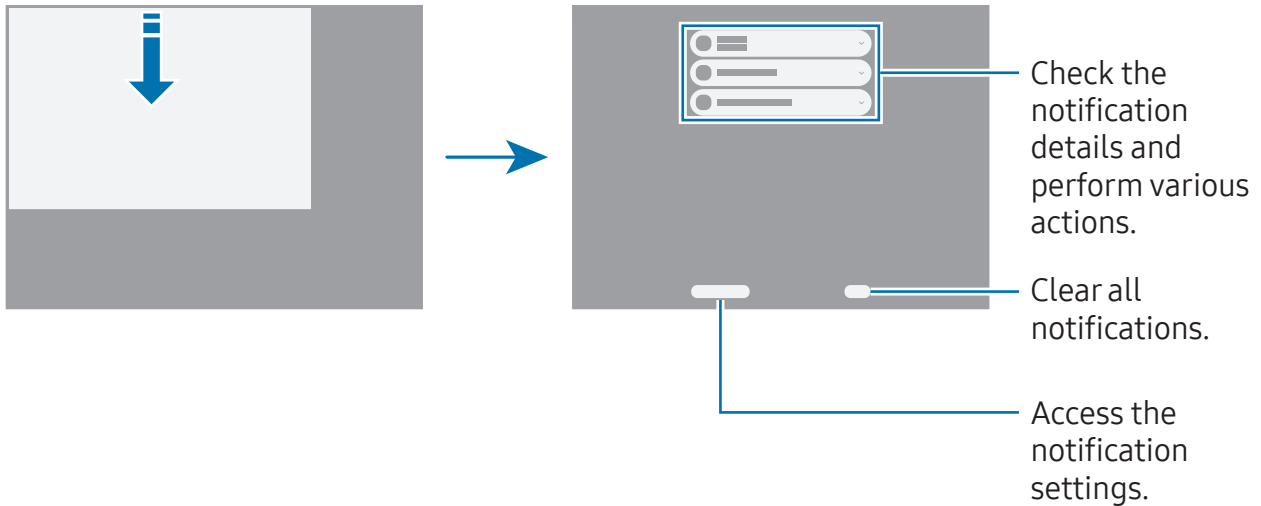 Check the
notification
details and
perform various
actions.
Clear all
notifications.
Access the
notification
settings.